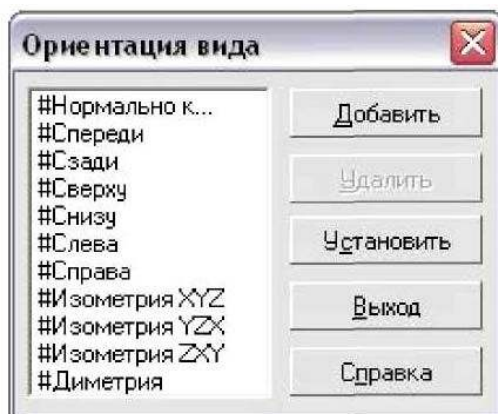 Ориентация вида
#Нормально к...
#Спереди
#Сзади
#Сверху
#Снизу
#Слева
#Справа
#Изометрия XYZ
#Изометрия YZX
#Изометрия ZXY
#Диметрия
Добавить
Удалить
Установить
Выход
Справка